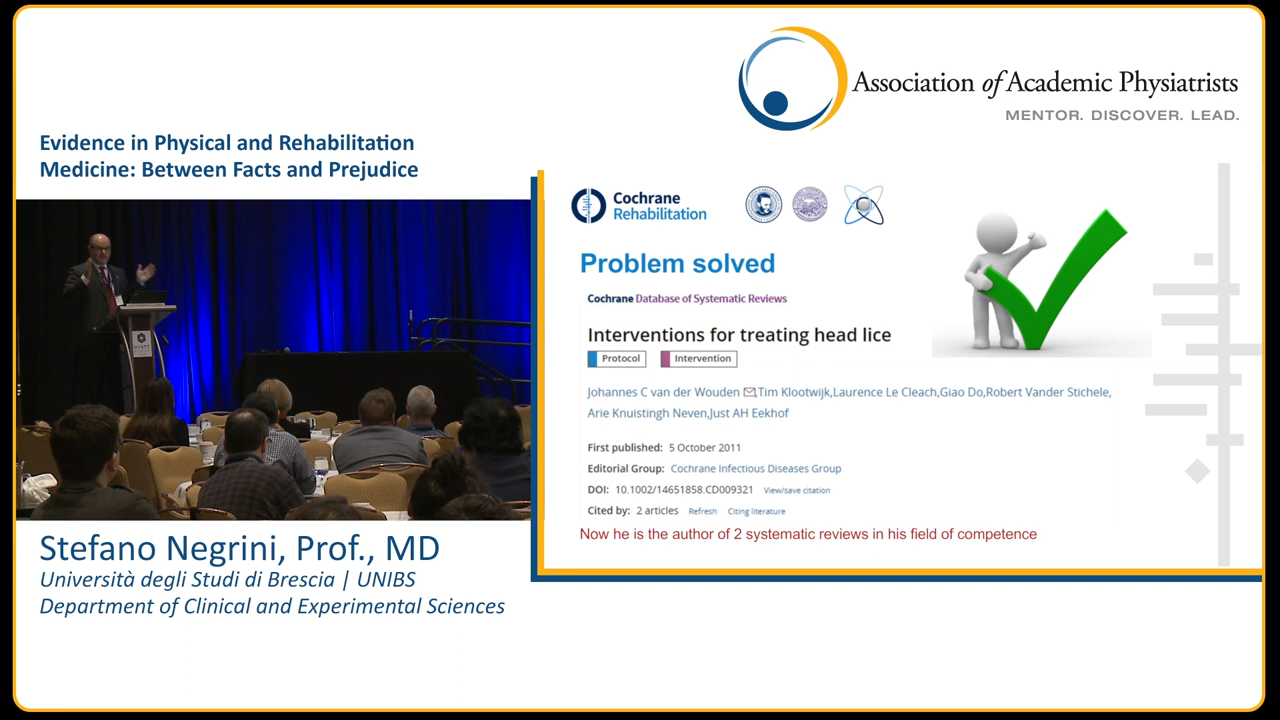 Association of Academic Physiatrists
MENTOR. DISCOVER. LEAD.
Evidence in Physical and Rehabilitation
Medicine: Between Facts and Prejudice
HYATT
Cochrane
Rehabilitation
Problem solved
Cochrane Database of Systematic Reviews
Interventions for treating head lice
Protocol Intervention
Johannes C van der Wouden ,Tim Klootwijk,Laurence Le Cleach,Giao Do,Robert Vander Stichele,
Arie Knuistingh Neven,Just AH Eekhof
First published: 5 October 2011
Editorial Group: Cochrane Infectious Diseases Group
DOI: 10.1002/14651858.CD009321 View/save citation
Cited by: 2 articles Refresh Citing literature
Now he is the author of 2 systematic reviews in his field of competence
Stefano Negrini, Prof., MD
Università degli Studi di Brescia | UNIBS
Department of Clinical and Experimental Sciences